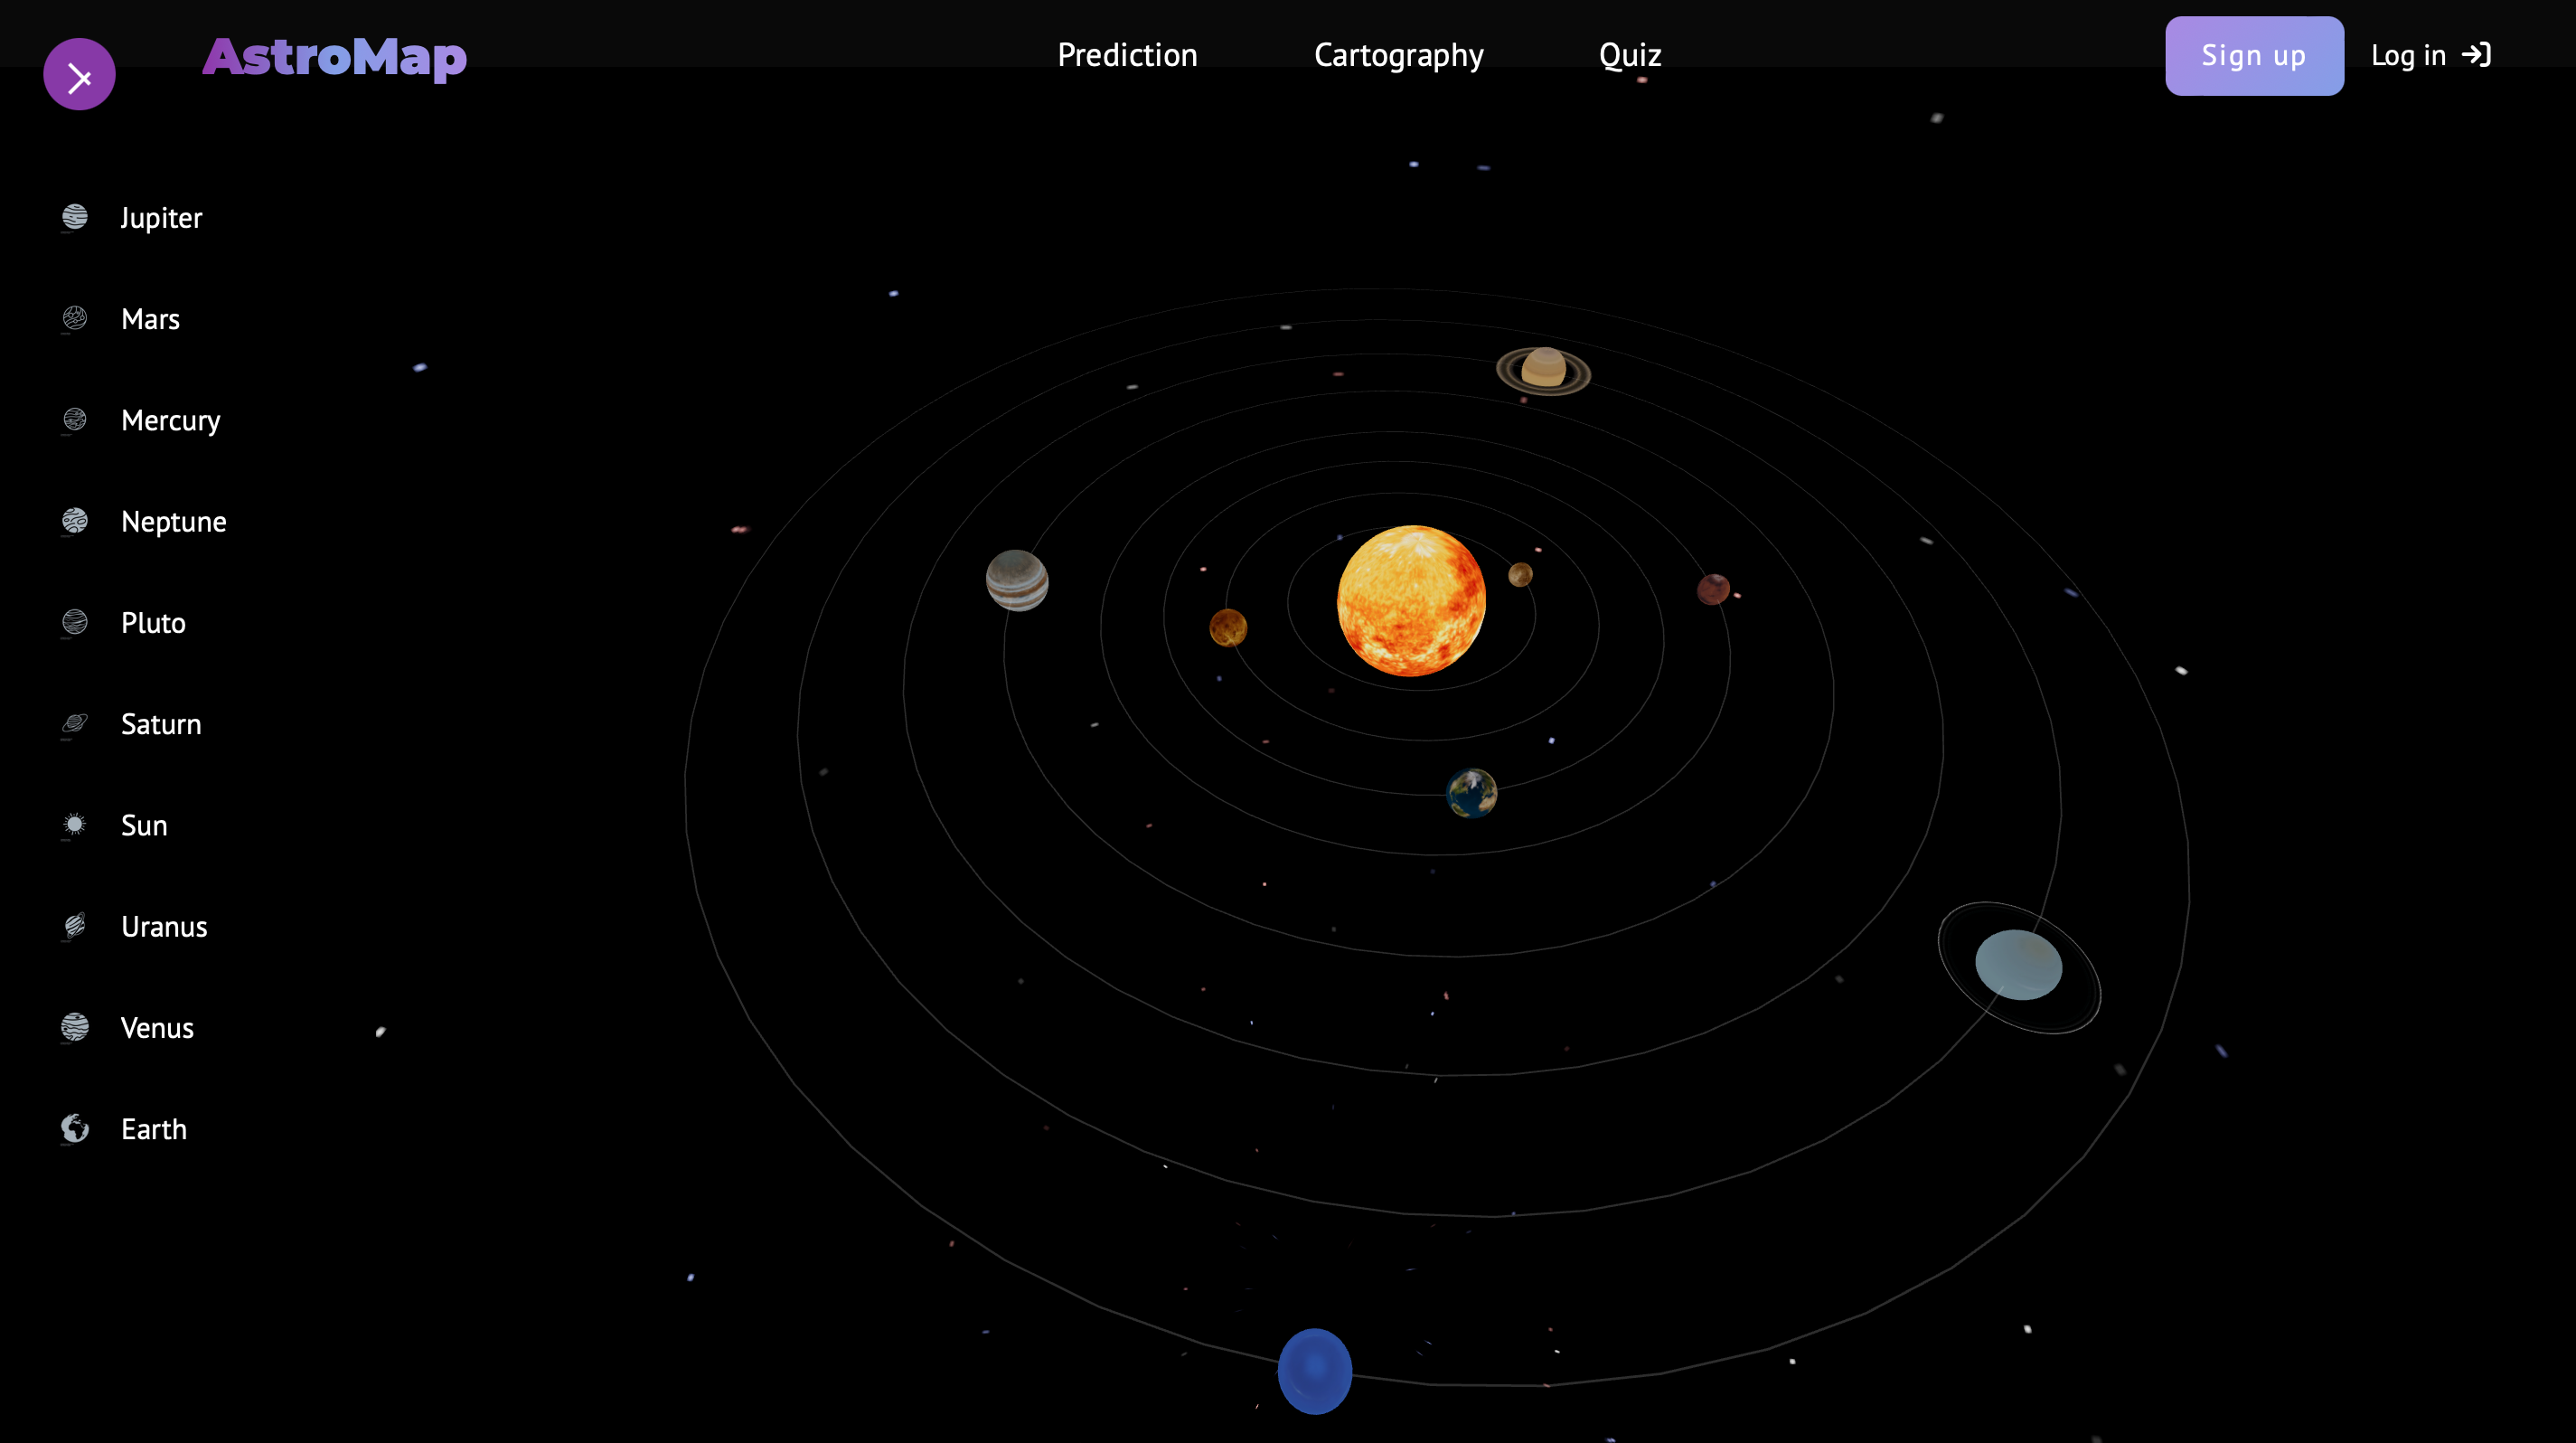 AstroMap
Prediction
Cartography
Quiz
Sign up
Log in
Jupiter
Mars
Mercury
Neptune
Pluto
Saturn
Sun
Uranus
Venus
Earth